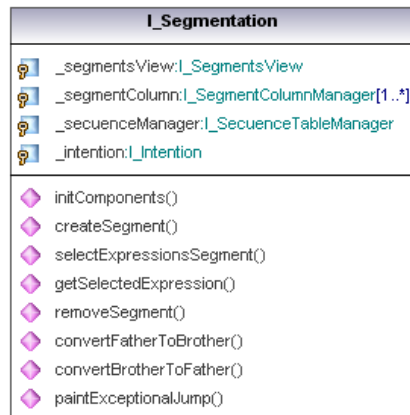 I_Segmentation
_segmentsView:I_SegmentsView
_segmentColumn:I_SegmentColumnManager[1..*]
_secuenceManager:I_SecuenceTableManager
_intention:I_Intention
initComponents()
createSegment()
selectExpressionsSegment()
getSelectedExpression()
removeSegment()
convertFatherToBrother()
convertBrotherToFather()
paintExceptionalJump()